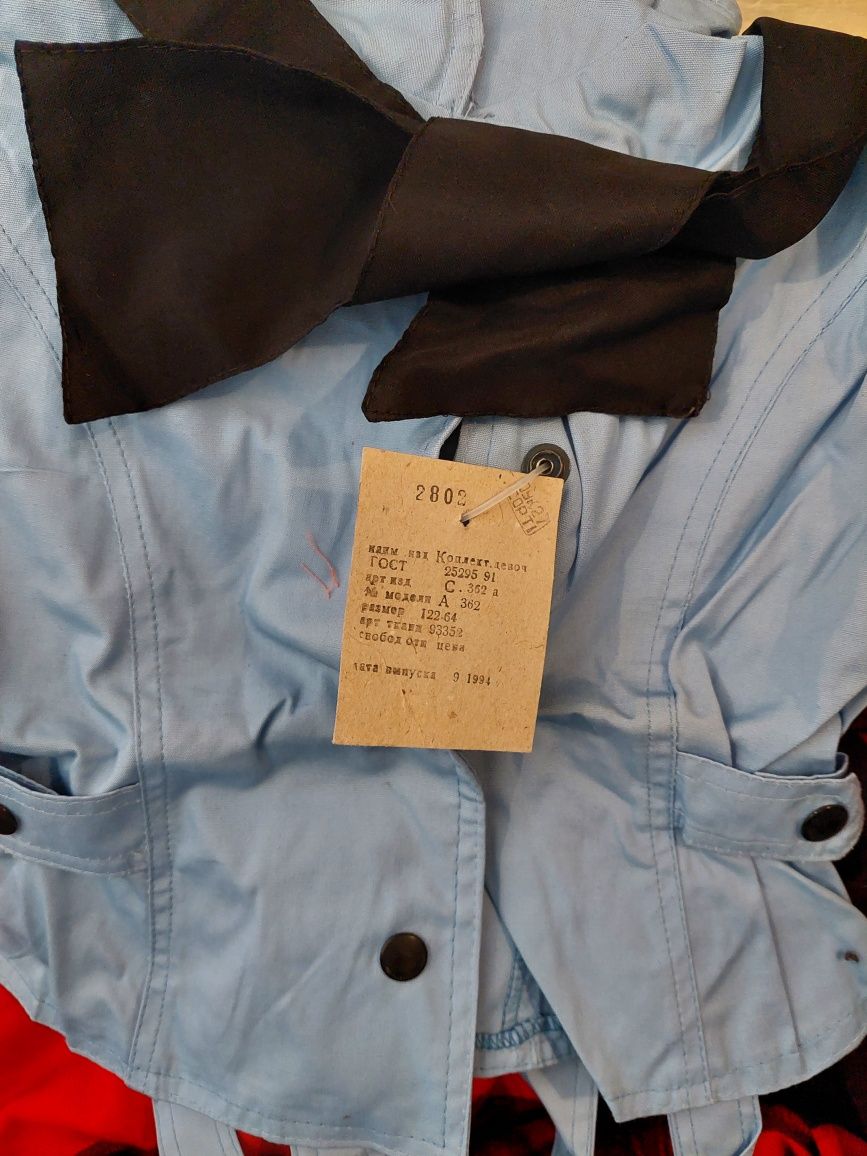 2802
наим изд Коплект.девоч
ГОСТ 25295 91
арт изд С. 362 а
№ модели А 362
размер 122-64
арт ткани 93352
свобод отп цена
дата выпуска 9 1994